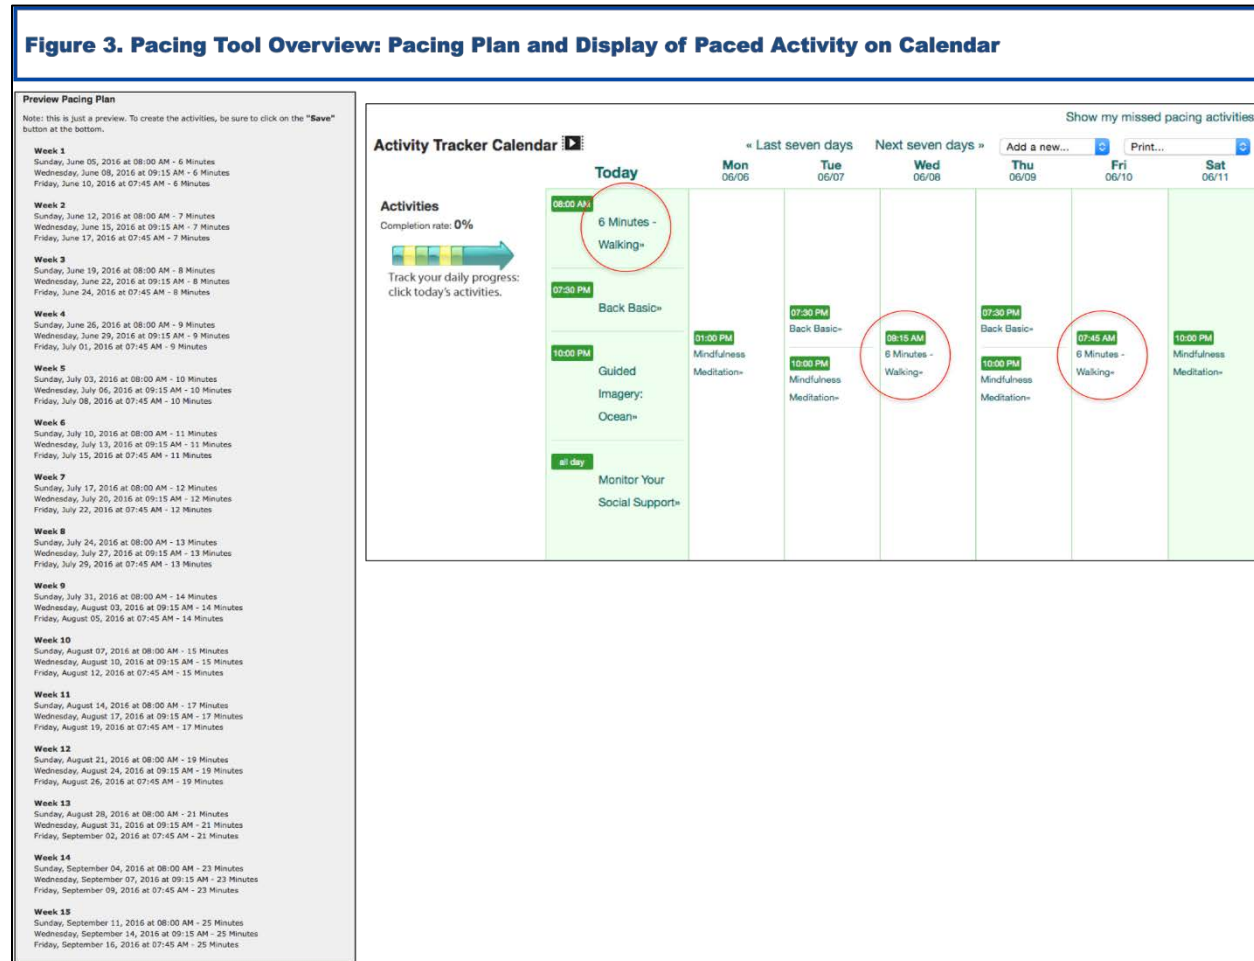 Figure 3. Pacing Tool Overview: Pacing Plan and Display of Paced Activity on Calendar
Preview Pacing Plan
Note: this is just a preview. To create the activities, be sure to click on the "Save"
button at the bottom.
Week 1
Sunday, June 05, 2016 at 08:00 AM - 6 Minutes
Wednesday, June 08, 2016 at 09:15 AM - 6 Minutes
Friday, June 10, 2016 at 07:45 AM - 6 Minutes
Week 2
Sunday, June 12, 2016 at 08:00 AM - 7 Minutes
Wednesday, June 15, 2016 at 09:15 AM - 7 Minutes
Friday, June 17, 2016 at 07:45 AM - 7 Minutes
Week 3
Sunday, June 19, 2016 at 08:00 AM - 8 Minutes
Wednesday, June 22, 2016 at 09:15 AM - 8 Minutes
Friday, June 24, 2016 at 07:45 AM - 8 Minutes
Week 4
Sunday, June 26, 2016 at 08:00 AM - 9 Minutes
Wednesday, June 29, 2016 at 09:15 AM - 9 Minutes
Friday, July 01, 2016 at 07:45 AM - 9 Minutes
Week 5
Sunday, July 03, 2016 at 08:00 AM - 10 Minutes
Wednesday, July 06, 2016 at 09:15 AM - 10 Minutes
Friday, July 08, 2016 at 07:45 AM - 10 Minutes
Week 6
Sunday, July 10, 2016 at 08:00 AM - 11 Minutes
Wednesday, July 13, 2016 at 09:15 AM - 11 Minutes
Friday, July 15, 2016 at 07:45 AM - 11 Minutes
Week 7
Sunday, July 17, 2016 at 08:00 AM - 12 Minutes
Wednesday, July 20, 2016 at 09:15 AM - 12 Minutes
Friday, July 22, 2016 at 07:45 AM - 12 Minutes
Week 8
Sunday, July 24, 2016 at 08:00 AM - 13 Minutes
Wednesday, July 27, 2016 at 09:15 AM - 13 Minutes
Friday, July 29, 2016 at 07:45 AM - 13 Minutes
Week 9
Sunday, July 31, 2016 at 08:00 AM - 14 Minutes
Wednesday, August 03, 2016 at 09:15 AM - 14 Minutes
Friday, August 05, 2016 at 07:45 AM - 14 Minutes
Week 10
Sunday, August 07, 2016 at 08:00 AM - 15 Minutes
Wednesday, August 10, 2016 at 09:15 AM - 15 Minutes
Friday, August 12, 2016 at 07:45 AM - 15 Minutes
Week 11
Sunday, August 14, 2016 at 08:00 AM - 17 Minutes
Wednesday, August 17, 2016 at 09:15 AM - 17 Minutes
Friday, August 19, 2016 at 07:45 AM - 17 Minutes
Week 12
Sunday, August 21, 2016 at 08:00 AM - 19 Minutes
Wednesday, August 24, 2016 at 09:15 AM - 19 Minutes
Friday, August 26, 2016 at 07:45 AM - 19 Minutes
Week 13
Sunday, August 28, 2016 at 08:00 AM - 21 Minutes
Wednesday, August 31, 2016 at 09:15 AM - 21 Minutes
Friday, September 02, 2016 at 07:45 AM - 21 Minutes
Week 14
Sunday, September 04, 2016 at 08:00 AM - 23 Minutes
Wednesday, September 07, 2016 at 09:15 AM - 23 Minutes
Friday, September 09, 2016 at 07:45 AM - 23 Minutes
Week 15
Sunday, September 11, 2016 at 08:00 AM - 25 Minutes
Wednesday, September 14, 2016 at 09:15 AM - 25 Minutes
Friday, September 16, 2016 at 07:45 AM - 25 Minutes
Show my missed pacing activities
Activity Tracker Calendar
« Last seven days Next seven days » Add a new... Print...
Today Mon Tue Wed Thu Fri Sat
06/06 06/07 06/08 06/09 06/10 06/11
Activities
Completion rate: 0%
Track your daily progress:
click today's activities.
08:00 AM
6 Minutes -
Walking»
07:30 PM
Back Basic»
10:00 PM
Guided
Imagery:
Ocean»
all day
Monitor Your
Social Support»
01:00 PM
Mindfulness
Meditation»
07:30 PM
Back Basic»
10:00 PM
Mindfulness
Meditation»
09:15 AM
6 Minutes -
Walking»
07:30 PM
Back Basic»
10:00 PM
Mindfulness
Meditation»
07:45 AM
6 Minutes -
Walking»
10:00 PM
Mindfulness
Meditation»